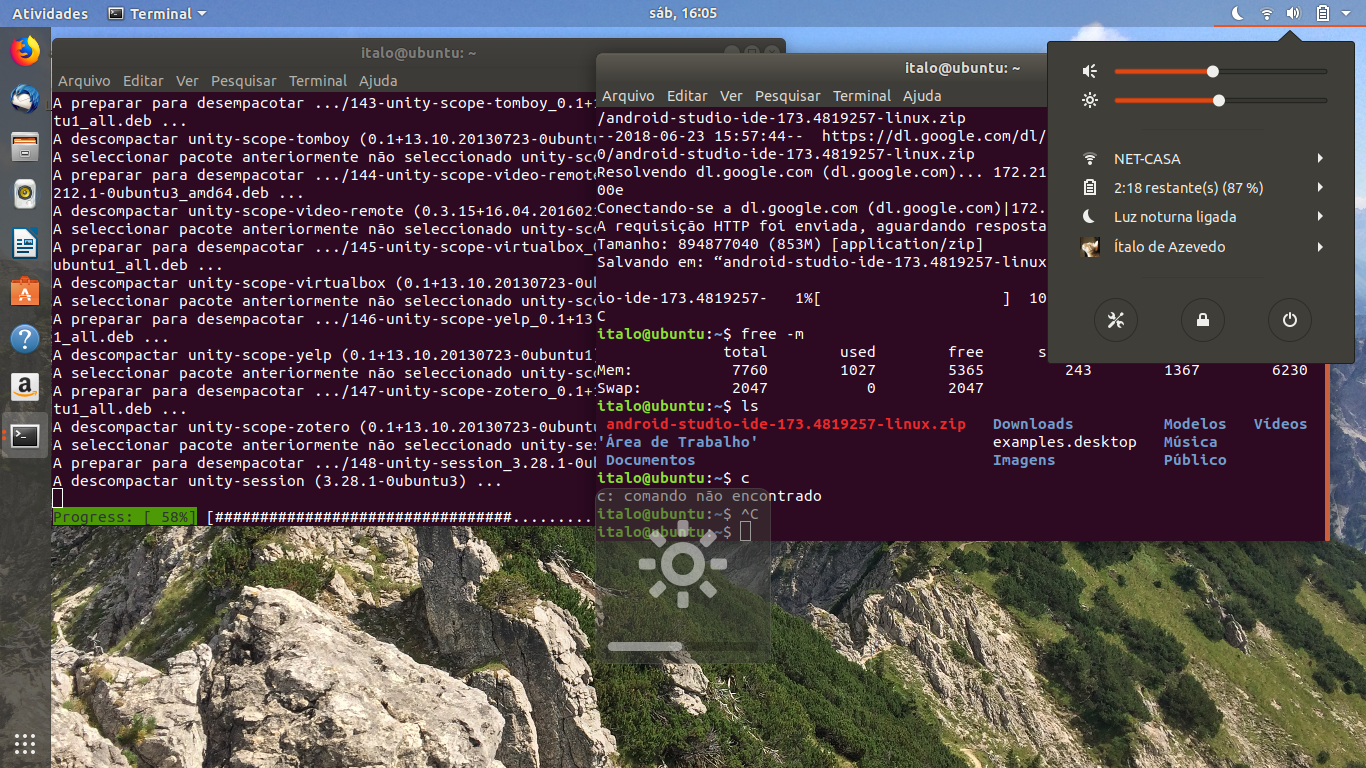 Atividades
Terminal
sáb, 16:05
italo@ubuntu: ~
Arquivo Editar Ver Pesquisar Terminal Ajuda
A preparar para desempacotar .../143-unity-scope-tomboy_0.1+1
tu1_all.deb ...
A descompactar unity-scope-tomboy (0.1+13.10.20130723-0ubuntu
A seleccionar pacote anteriormente não seleccionado unity-sco
A preparar para desempacotar .../144-unity-scope-video-remote
212.1-0ubuntu3_amd64.deb ...
A descompactar unity-scope-video-remote (0.3.15+16.04.2016021
A seleccionar pacote anteriormente não seleccionado unity-sco
A preparar para desempacotar .../145-unity-scope-virtualbox_
ubuntu1_all.deb ...
A descompactar unity-scope-virtualbox (0.1+13.10.20130723-0ub
A seleccionar pacote anteriormente não seleccionado unity-sco
A preparar para desempacotar .../146-unity-scope-yelp_0.1+13
1_all.deb ...
A descompactar unity-scope-yelp (0.1+13.10.20130723-0ubuntu1
A seleccionar pacote anteriormente não seleccionado unity-sco
A preparar para desempacotar .../147-unity-scope-zotero_0.1+1
tu1_all.deb ...
A descompactar unity-scope-zotero (0.1+13.10.20130723-0ubuntu
A seleccionar pacote anteriormente não seleccionado unity-ses
A preparar para desempacotar .../148-unity-session_3.28.1-0ub
A descompactar unity-session (3.28.1-0ubuntu3) ...
Progress: [ 58%] [#################################.........
italo@ubuntu: ~
Arquivo Editar Ver Pesquisar Terminal Ajuda
/android-studio-ide-173.4819257-linux.zip
--2018-06-23 15:57:44-- https://dl.google.com/dl/
0/android-studio-ide-173.4819257-linux.zip
Resolvendo dl.google.com (dl.google.com)... 172.21
00e
Conectando-se a dl.google.com (dl.google.com)|172.
A requisição HTTP foi enviada, aguardando resposta
Tamanho: 894877040 (853M) [application/zip]
Salvando em: “android-studio-ide-173.4819257-linux
io-ide-173.4819257- 1%[ ] 10
C
italo@ubuntu:~$ free -m
total used free s
Mem: 7760 1027 5365 243 1367 6230
Swap: 2047 0 2047
italo@ubuntu:~$ ls
android-studio-ide-173.4819257-linux.zip Downloads Modelos Vídeos
'Área de Trabalho' examples.desktop Música
Documentos Imagens Público
italo@ubuntu:~$ c
c: comando não encontrado
italo@ubuntu:~$ ^C
italo@ubuntu:~$
NET-CASA
2:18 restante(s) (87 %)
Luz noturna ligada
Ítalo de Azevedo